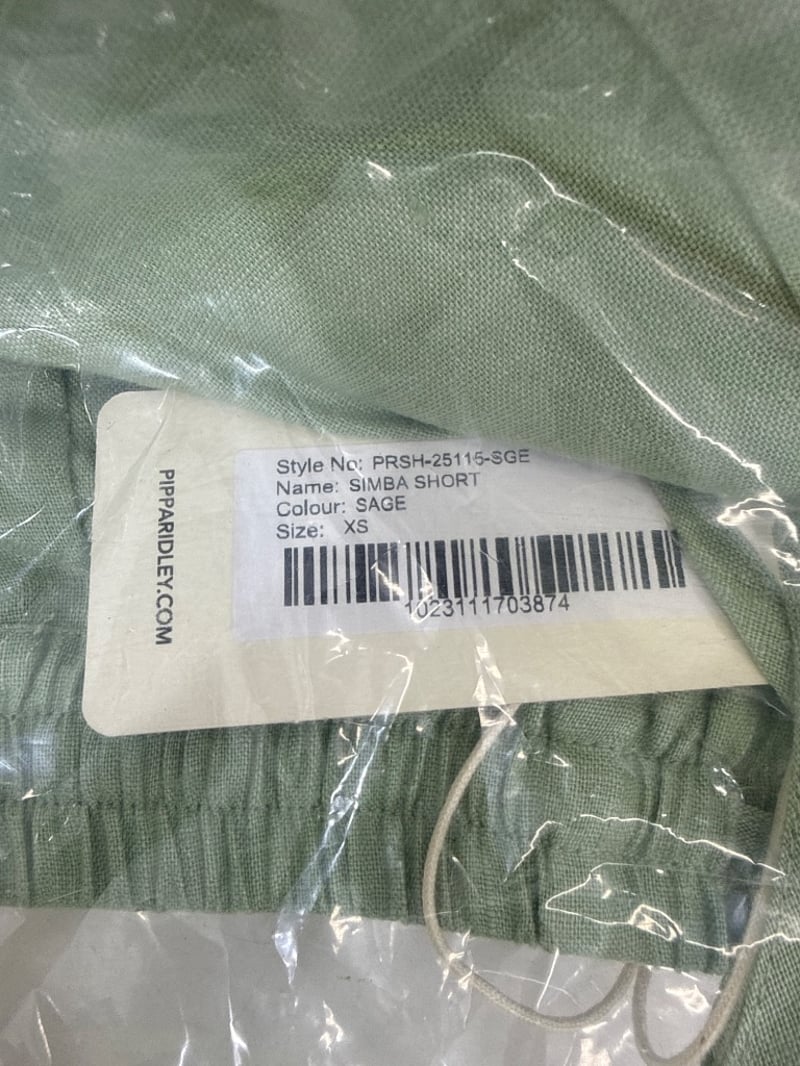 Style No: PRSH-25115-SGE
Name: SIMBA SHORT
Colour: SAGE
Size: XS
1023111703874
PIPPARIDLEY.COM